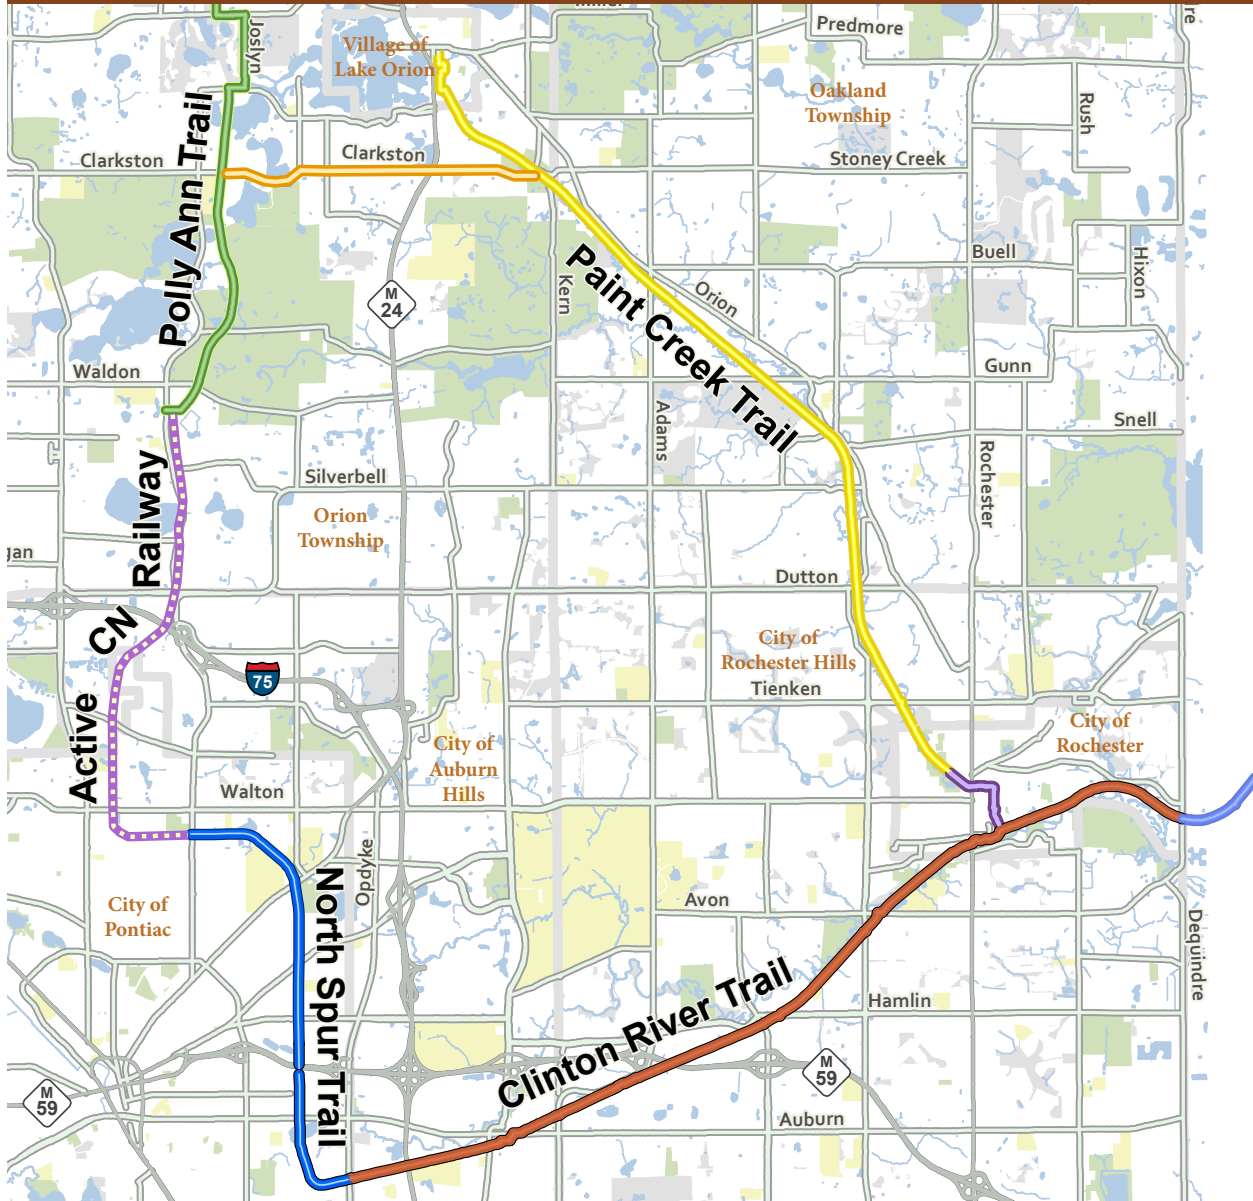 Joslyn
Village of
Lake Orion
Predmore
Oakland
Township
Rush
Clarkston
Polly Ann Trail
Clarkston
Stoney Creek
Buell
Hixon
M
24
Kern
Orion
Paint Creek Trail
Waldon
Gunn
Adams
Snell
Rochester
Silverbell
Orion
Township
Railway
Dutton
CN
City of
Rochester Hills
Tienken
75
Active
City of
Auburn
Hills
City of
Rochester
Walton
Opdyke
North Spur Trail
City of
Pontiac
Avon
Dequindre
Hamlin
Clinton River Trail
M
59
M
59
Auburn